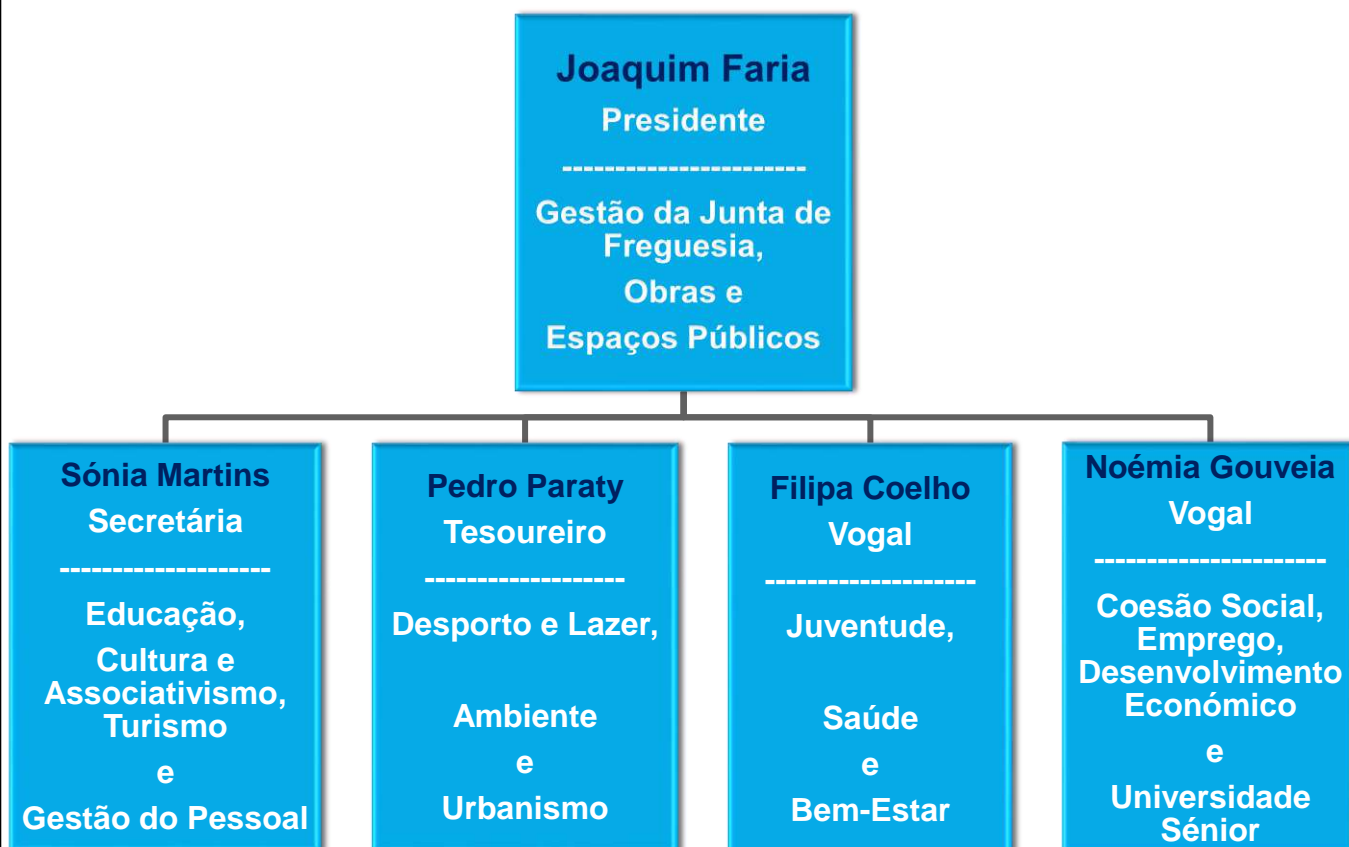 Joaquim Faria
Presidente
-----------------------
Gestão da Junta de
Freguesia,
Obras e
Espaços Públicos
Sónia Martins
Secretária
--------------------
Educação,
Cultura e
Associativismo,
Turismo
e
Gestão do Pessoal
Pedro Paraty
Tesoureiro
-------------------
Desporto e Lazer,
Ambiente
e
Urbanismo
Filipa Coelho
Vogal
--------------------
Juventude,
Saúde
e
Bem-Estar
Noémia Gouveia
Vogal
----------------------
Coesão Social,
Emprego,
Desenvolvimento
Económico
e
Universidade
Sénior